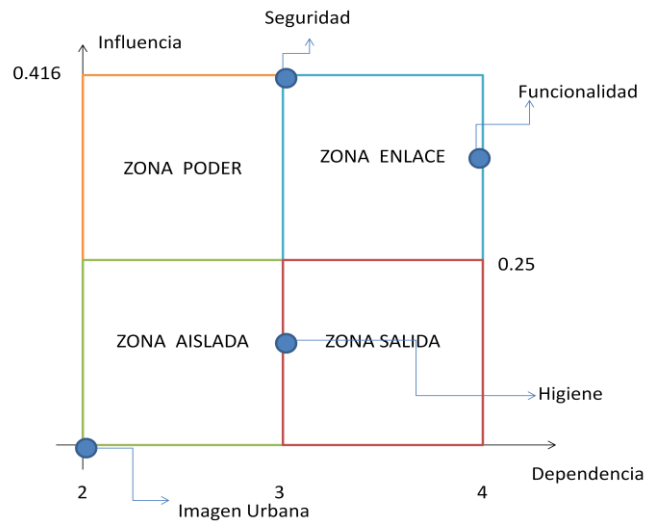 Seguridad
Influencia
0.416
Funcionalidad
ZONA PODER
ZONA ENLACE
0.25
ZONA AISLADA
ZONA SALIDA
Higiene
Dependencia
2
3
4
Imagen Urbana